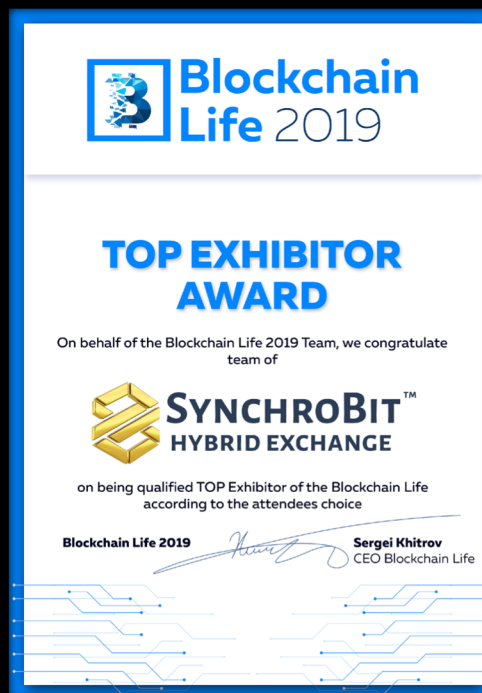 Blockchain
Life 2019
TOP EXHIBITOR
AWARD
On behalf of the Blockchain Life 2019 Team, we congratulate
team of
SYNCHROBIT™
HYBRID EXCHANGE
on being qualified TOP Exhibitor of the Blockchain Life
according to the attendees choice
Blockchain Life 2019
Sergei Khitrov
CEO Blockchain Life